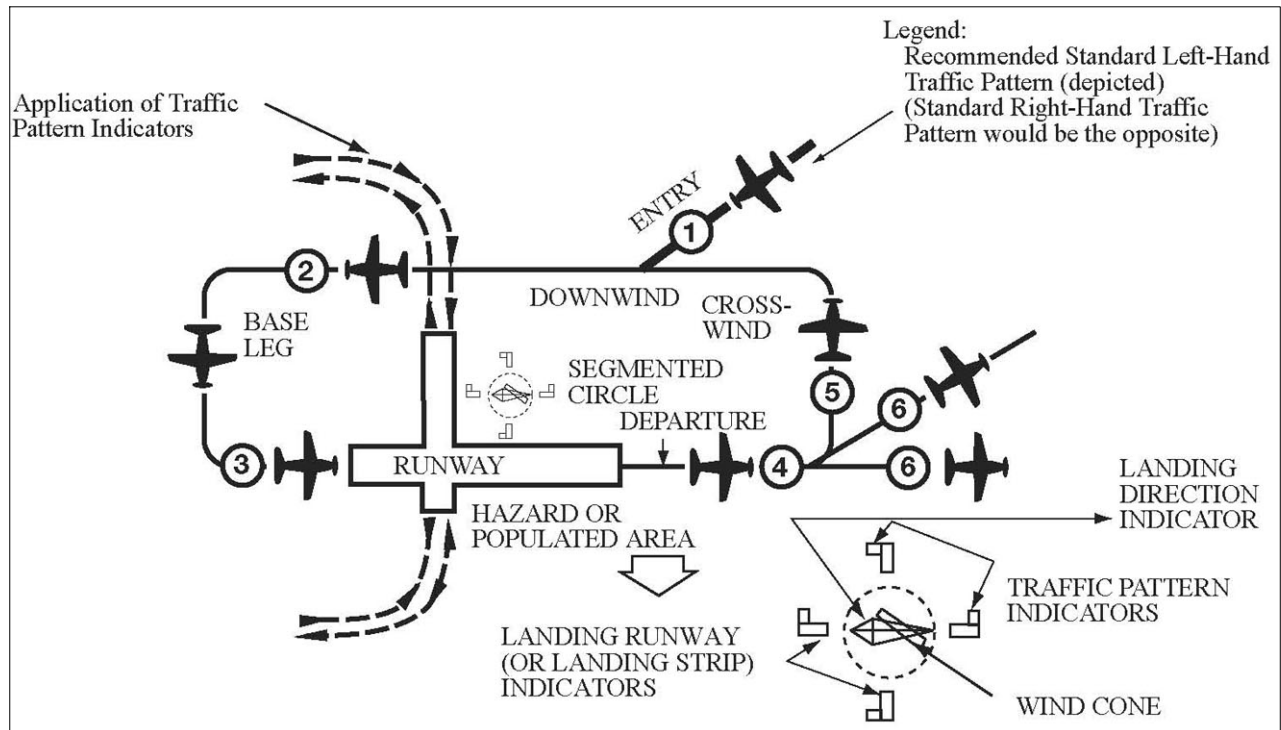 Legend:
Recommended Standard Left-Hand
Traffic Pattern (depicted)
(Standard Right-Hand Traffic
Pattern would be the opposite)
Application of Traffic
Pattern Indicators
ENTRY
1
2
DOWNWIND
CROSS-
WIND
BASE
LEG
SEGMENTED
CIRCLE
5
6
DEPARTURE
3
RUNWAY
4
6
LANDING
DIRECTION
INDICATOR
HAZARD OR
POPULATED AREA
TRAFFIC PATTERN
INDICATORS
LANDING RUNWAY
(OR LANDING STRIP)
INDICATORS
WIND CONE